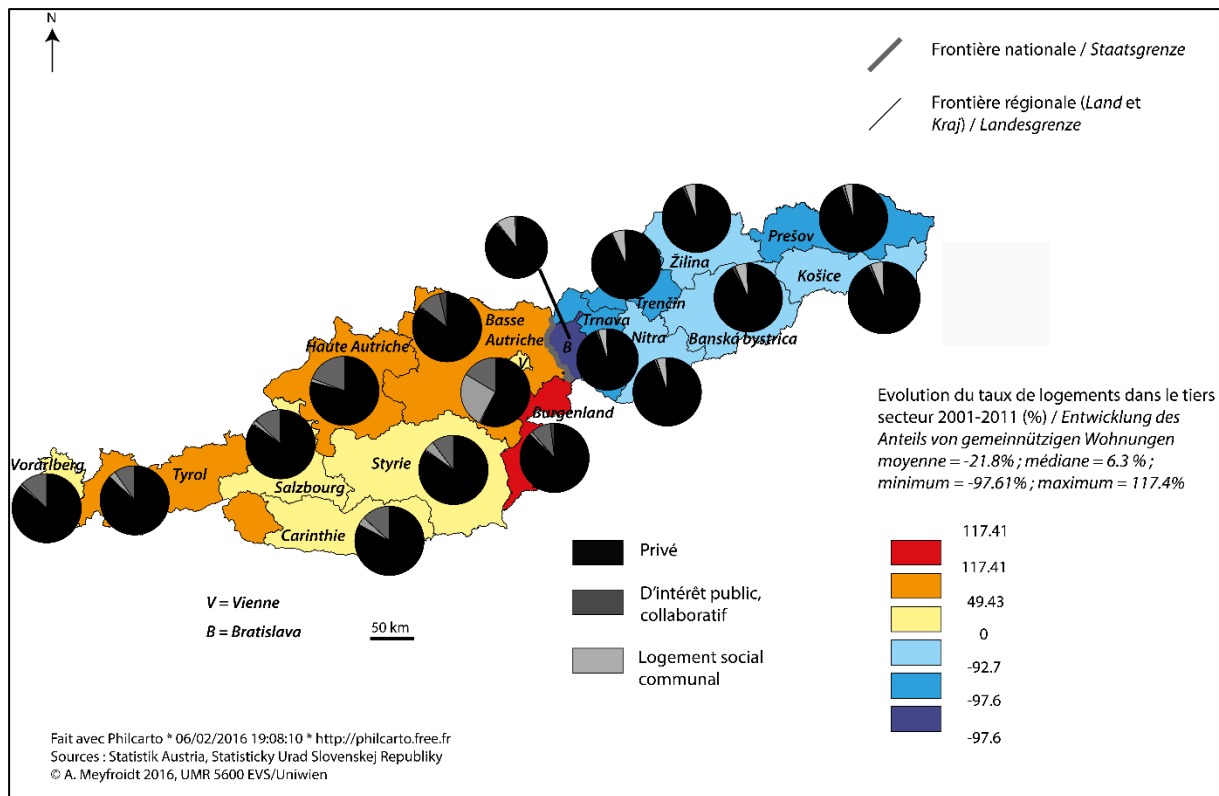 N
Frontière nationale / Staatsgrenze
Frontière régionale (Land et
Kraj) / Landesgrenze
Žilina
Prešov
Košice
Trenčín
Trnava
Nitra
Banská bystrica
B
Basse
Autriche
Haute Autriche
V
Burgenland
Vorarlberg
Tyrol
Salzbourg
Styrie
Carinthie
Evolution du taux de logements dans le tiers
secteur 2001-2011 (%) / Entwicklung des
Anteils von gemeinnützigen Wohnungen
moyenne = -21.8% ; médiane = 6.3 % ;
minimum = -97.61% ; maximum = 117.4%
117.41
117.41
49.43
0
-92.7
-97.6
-97.6
Privé
D'intérêt public,
collaboratif
Logement social
communal
V = Vienne
B = Bratislava
50 km
Fait avec Philcarto * 06/02/2016 19:08:10 * http://philcarto.free.fr
Sources : Statistik Austria, Statisticky Urad Slovenskej Republiky
© A. Meyfroidt 2016, UMR 5600 EVS/Uniwien